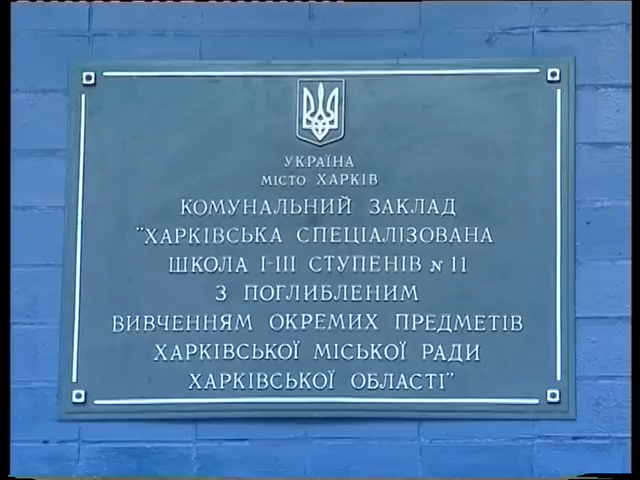 УКРАЇНА
МІСТО ХАРКІВ
КОМУНАЛЬНИЙ ЗАКЛАД
"ХАРКІВСЬКА СПЕЦІАЛІЗОВАНА
ШКОЛА І-ІІІ СТУПЕНІВ № 11
З ПОГЛИБЛЕНИМ
ВИВЧЕННЯМ ОКРЕМИХ ПРЕДМЕТІВ
ХАРКІВСЬКОЇ МІСЬКОЇ РАДИ
ХАРКІВСЬКОЇ ОБЛАСТІ"